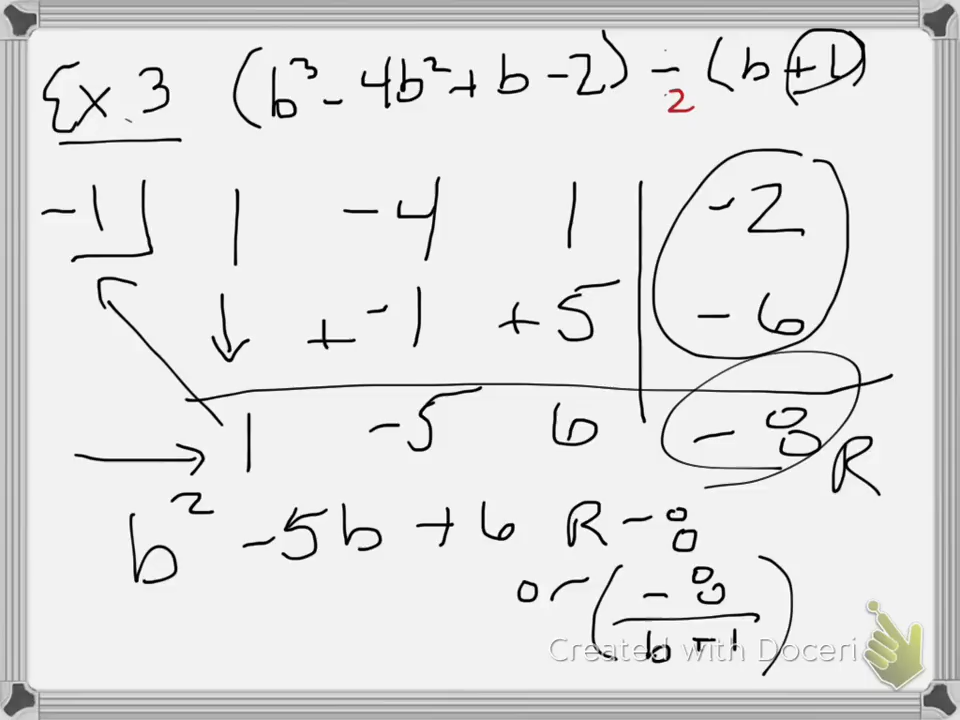 Ex 3 (b³ - 4b² + b - 2) ÷ (b + 1)
2
-1 1 -4 1 -2
+ -1 +5 -6
1 -5 6 -8 R
b² - 5b + 6 R - 8
or (-8/b+1)
Created with Doceri